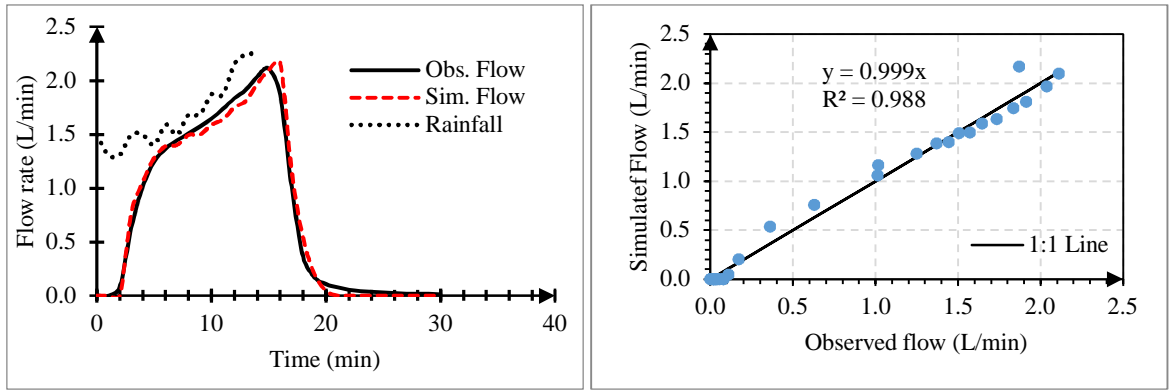 2.5
2.0
1.5
1.0
0.5
0.0
Flow rate (L/min)
Obs. Flow
Sim. Flow
Rainfall
0
10
20
30
40
Time (min)
2.5
2.0
1.5
1.0
0.5
0.0
Simulatef Flow (L/min)
y = 0.999x
R² = 0.988
1:1 Line
0.0
0.5
1.0
1.5
2.0
2.5
Observed flow (L/min)